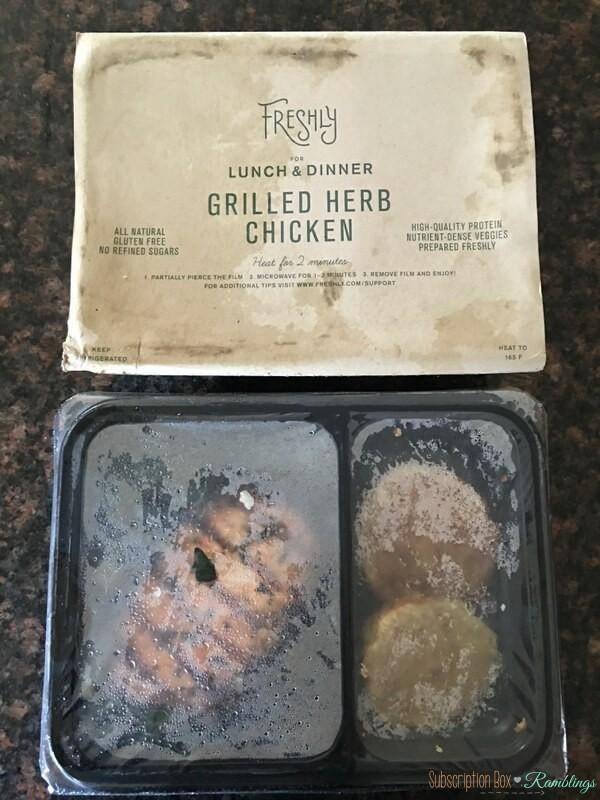 FRESHLY
FOR
LUNCH & DINNER
GRILLED HERB
CHICKEN
ALL NATURAL
GLUTEN FREE
NO REFINED SUGARS
HIGH-QUALITY PROTEIN
NUTRIENT-DENSE VEGGIES
PREPARED FRESHLY
Heat for 2 minutes
1. PARTIALLY PIERCE THE FILM 2. MICROWAVE FOR 1-2 MINUTES 3. REMOVE FILM AND ENJOY!
FOR ADDITIONAL TIPS VISIT WWW.FRESHLY.COM/SUPPORT
KEEP
REFRIGERATED
HEAT TO
165 F
Subscription Box Ramblings